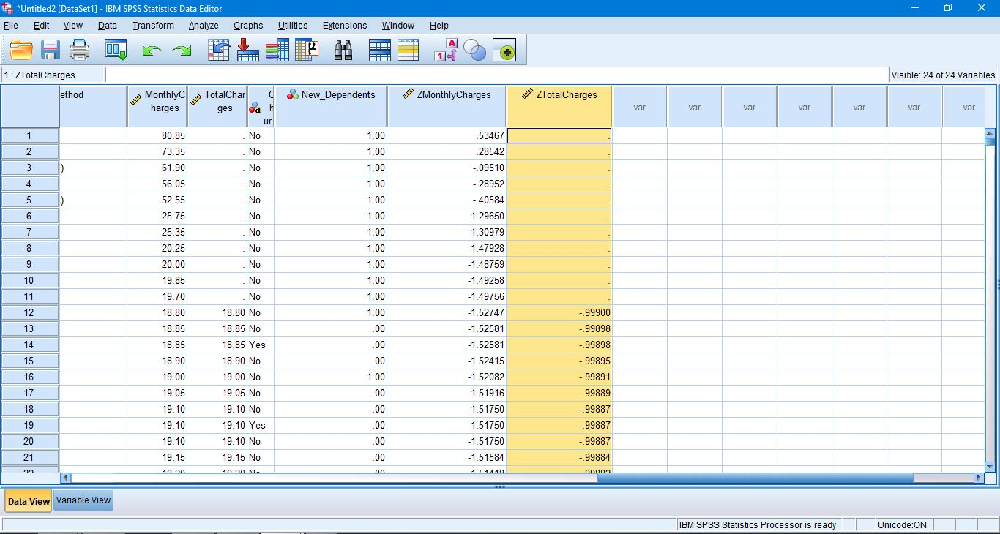 *Untitled2 [DataSet1] - IBM SPSS Statistics Data Editor
File Edit View Data Transform Analyze Graphs Utilities Extensions Window Help
1 : ZTotalCharges Visible: 24 of 24 Variables
ethod MonthlyC TotalChar C New_Dependents ZMonthlyCharges ZTotalCharges var var var var var var var
harges ges h
ur
1 80.85 . No 1.00 .53467 .
2 73.35 . No 1.00 .28542 .
3 ) 61.90 . No 1.00 -.09510 .
4 56.05 . No 1.00 -.28952 .
5 ) 52.55 . No 1.00 -.40584 .
6 25.75 . No 1.00 -1.29650 .
7 25.35 . No 1.00 -1.30979 .
8 20.25 . No 1.00 -1.47928 .
9 20.00 . No 1.00 -1.48759 .
10 19.85 . No 1.00 -1.49258 .
11 19.70 . No 1.00 -1.49756 .
12 18.80 18.80 No 1.00 -1.52747 -.99900
13 18.85 18.85 No .00 -1.52581 -.99898
14 18.85 18.85 Yes .00 -1.52581 -.99898
15 18.90 18.90 No .00 -1.52415 -.99895
16 19.00 19.00 No 1.00 -1.52082 -.99891
17 19.05 19.05 No .00 -1.51916 -.99889
18 19.10 19.10 No .00 -1.51750 -.99887
19 19.10 19.10 Yes .00 -1.51750 -.99887
20 19.10 19.10 No .00 -1.51750 -.99887
21 19.15 19.15 No .00 -1.51584 -.99884
Data View Variable View
IBM SPSS Statistics Processor is ready Unicode:ON